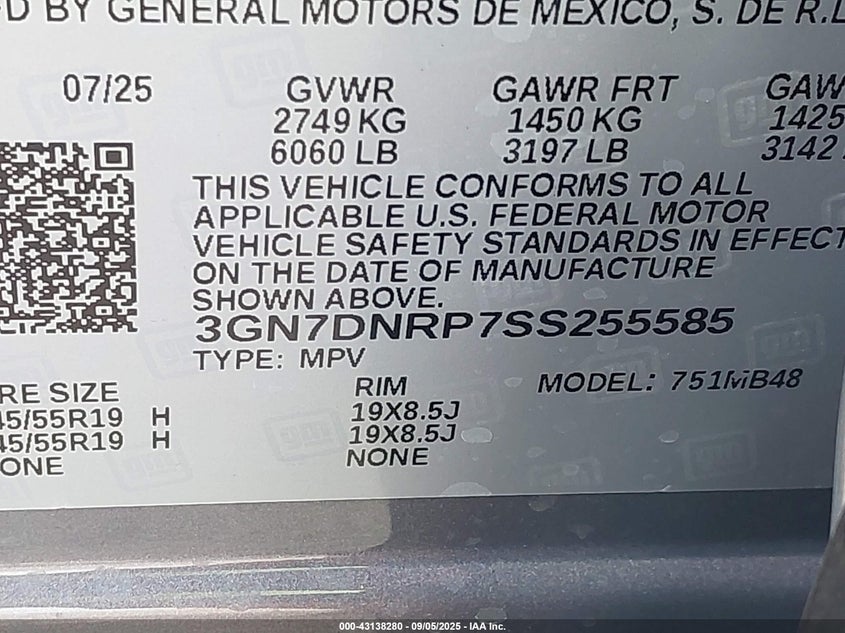 D BY GENERAL MOTORS DE MEXICO, S. DE R.L
07/25 GVWR GAWR FRT GAW
2749 KG 1450 KG 1425
6060 LB 3197 LB 3142
THIS VEHICLE CONFORMS TO ALL
APPLICABLE U.S. FEDERAL MOTOR
VEHICLE SAFETY STANDARDS IN EFFECT
ON THE DATE OF MANUFACTURE
SHOWN ABOVE.
3GN7DNRP7SS255585
TYPE: MPV
RE SIZE RIM MODEL: 751MB48
45/55R19 H 19X8.5J
45/55R19 H 19X8.5J
ONE NONE
000-43138280 - 09/05/2025 - IAA Inc.